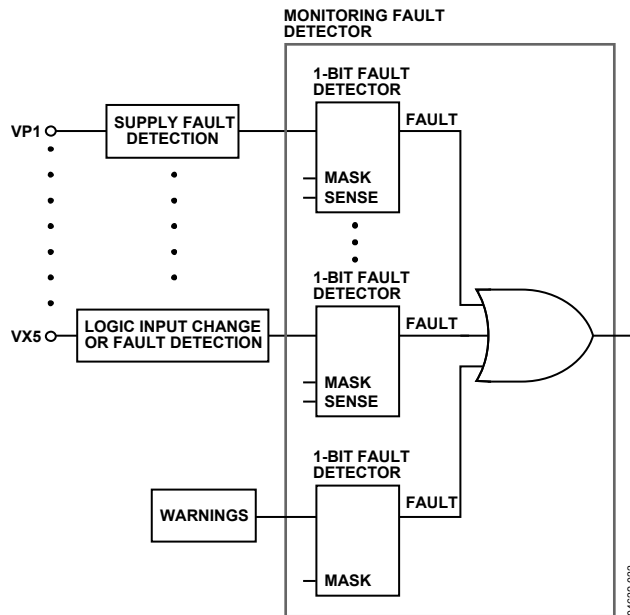 MONITORING FAULT
DETECTOR
1-BIT FAULT
DETECTOR
VP1
SUPPLY FAULT
DETECTION
FAULT
MASK
SENSE
1-BIT FAULT
DETECTOR
VX5
LOGIC INPUT CHANGE
OR FAULT DETECTION
FAULT
MASK
SENSE
1-BIT FAULT
DETECTOR
WARNINGS
FAULT
MASK